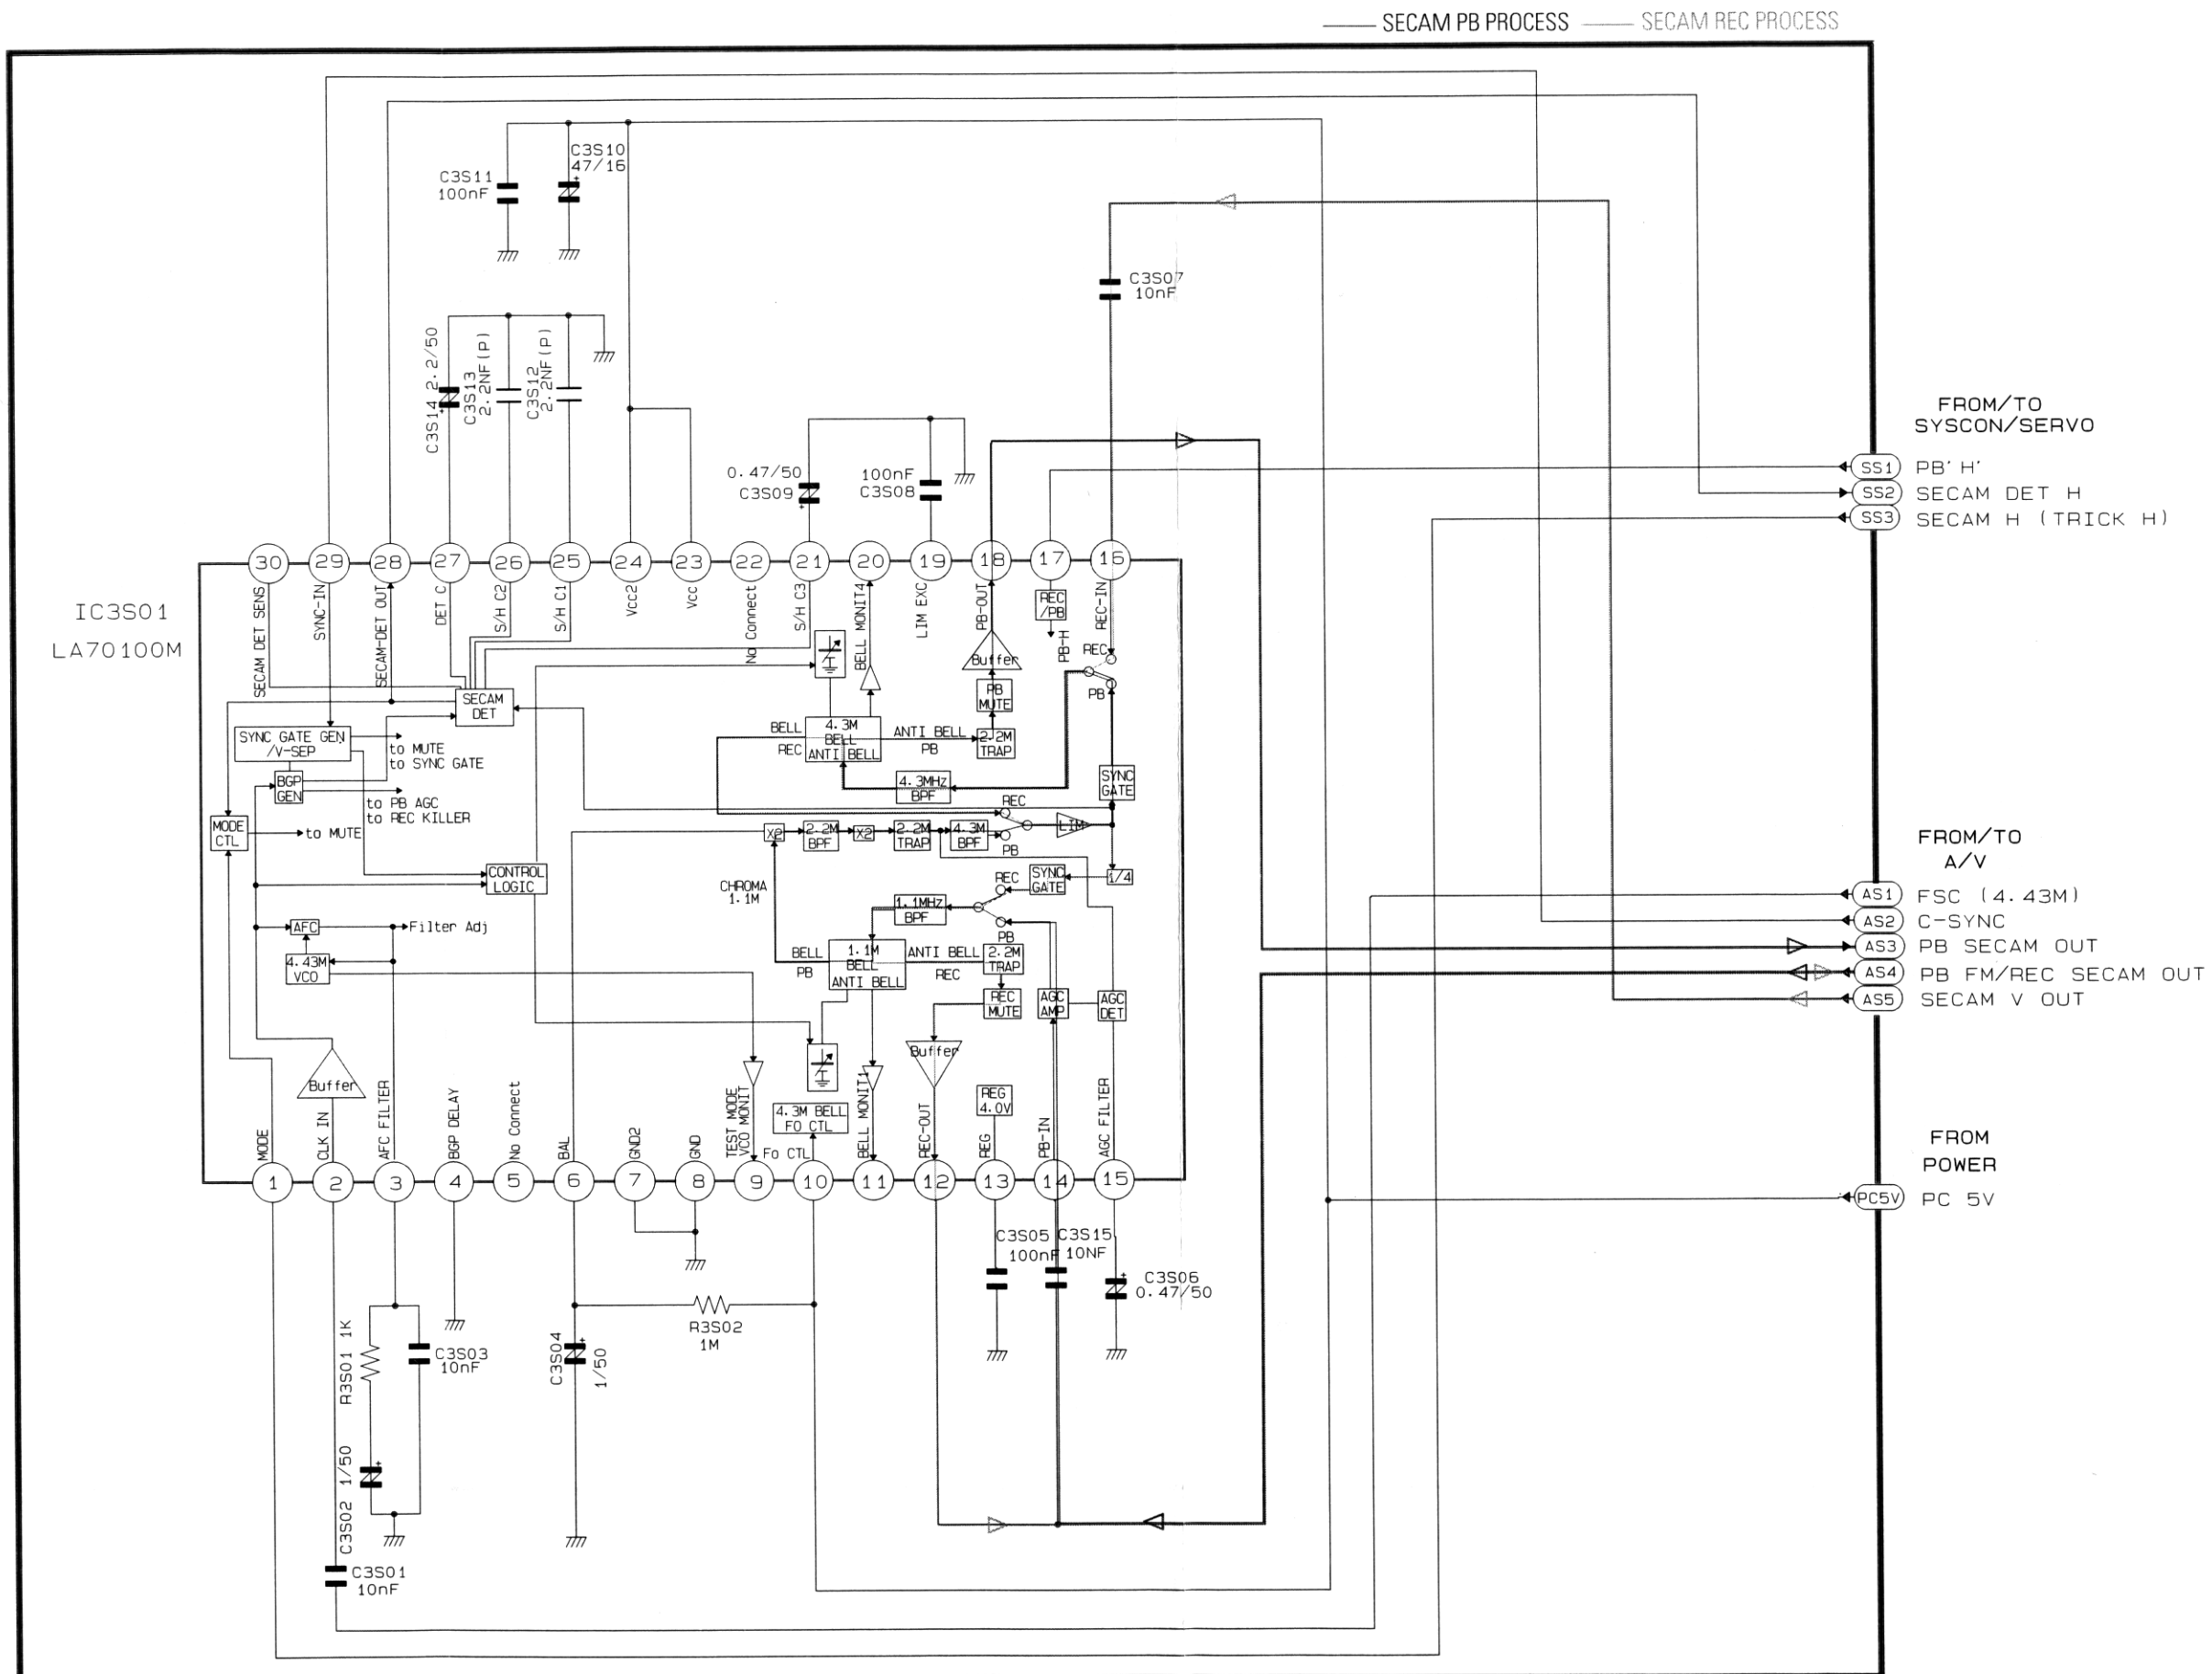 SECAM PB PROCESS
SECAM REC PROCESS
C3S10
47/16
C3S11
100nF
C3S07
10nF
C3S14 2.2/50
C3S13
2.2NF(P)
C3S12
2.2NF(P)
0.47/50
C3S09
100nF
C3S08
FROM/TO
SYSCON/SERVO
SS1 PB'H'
SS2 SECAM DET H
SS3 SECAM H (TRICK H)
IC3S01
LA70100M
30 29 28 27 26 25 24 23 22 21 20 19 18 17 16
SECAM DET SENS
SYNC-IN
SECAM-DET OUT
DET C
S/H C2
S/H C1
Vcc2
Vcc
No Connect
S/H C3
BELL MONIT4
LIM EXC
PB-OUT
REC
/PB
PB-H
REC-IN
Buffer
REC
PB
PB
MUTE
SECAM
DET
SYNC GATE GEN
/V-SEP
to MUTE
to SYNC GATE
BELL
REC
4.3M
BELL
ANTI BELL
ANTI BELL
PB
2.2M
TRAP
BGP
GEN
to PB AGC
to REC KILLER
4.3MHz
BPF
SYNC
GATE
MODE
CTL
to MUTE
X2
2.2M
BPF
X2
2.2M
TRAP
4.3M
BPF
REC
PB
LIM
CONTROL
LOGIC
CHROMA
1.1M
1.1MHz
BPF
REC
PB
SYNC
GATE
1/4
AFC
Filter Adj
4.43M
VCO
BELL
PB
1.1M
BELL
ANTI BELL
ANTI BELL
REC
2.2M
TRAP
REC
MUTE
AGC
AMP
AGC
DET
FROM/TO
A/V
AS1 FSC (4.43M)
AS2 C-SYNC
AS3 PB SECAM OUT
AS4 PB FM/REC SECAM OUT
AS5 SECAM V OUT
Buffer
Buffer
4.3M BELL
FO CTL
REG
4.0V
MODE
CLK IN
AFC FILTER
BGP DELAY
No Connect
BAL
GND2
GND
TEST MODE
VCO MONIT
Fo CTL
BELL MONIT1
REC-OUT
REG
PB-IN
AGC FILTER
1 2 3 4 5 6 7 8 9 10 11 12 13 14 15
FROM
POWER
PC5V PC 5V
C3S05
100nF
C3S15
10NF
C3S06
0.47/50
R3S02
1M
C3S04
1/50
R3S01 1K
C3S03
10nF
C3S02 1/50
C3S01
10nF